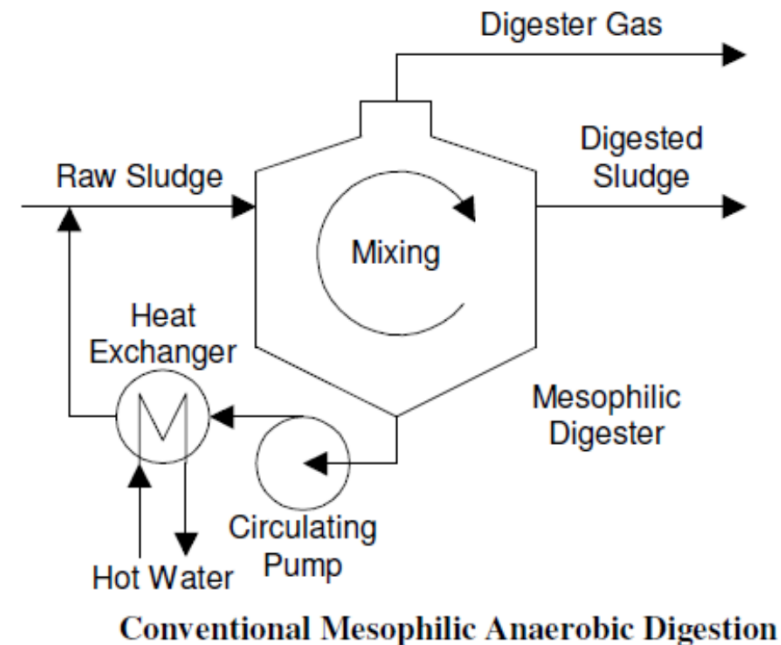 Digester Gas
Digested
Sludge
Raw Sludge
Mixing
Heat
Exchanger
Mesophilic
Digester
Circulating
Pump
Hot Water
Conventional Mesophilic Anaerobic Digestion